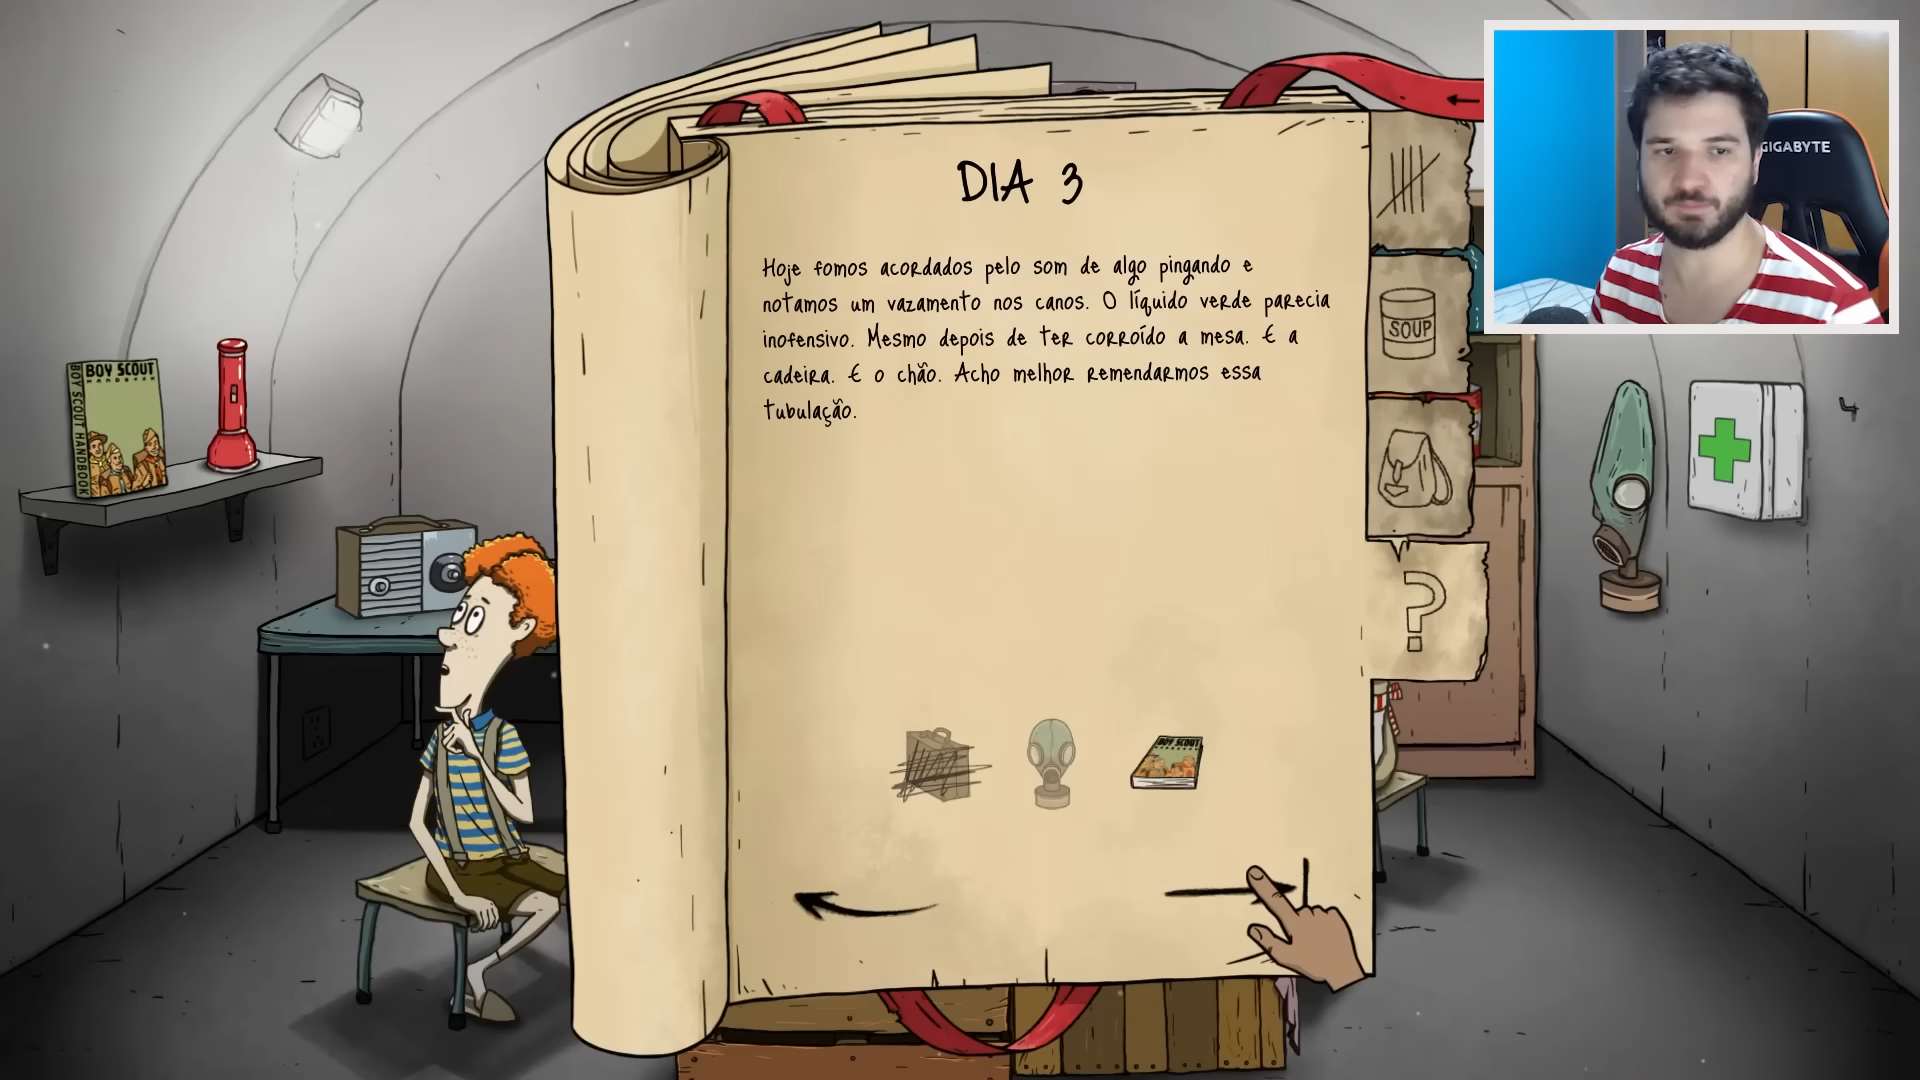 DIA 3
Hoje fomos acordados pelo som de algo pingando e
notamos um vazamento nos canos. O líquido verde parecia
inofensivo. Mesmo depois de ter corroído a mesa. E a
cadeira. E o chão. Acho melhor remendarmos essa
tubulação.
GIGABYTE
SOUP
?
BOY SCOUT
HANDBOOK
BOY SCOUT HANDBOOK
BOY SCOUT